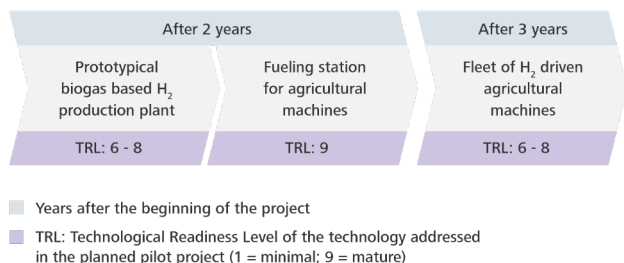 After 2 years
After 3 years
Prototypical
biogas based H₂
production plant
Fueling station
for agricultural
machines
Fleet of H₂ driven
agricultural
machines
TRL: 6 - 8
TRL: 9
TRL: 6 - 8
Years after the beginning of the project
TRL: Technological Readiness Level of the technology addressed
in the planned pilot project (1 = minimal; 9 = mature)